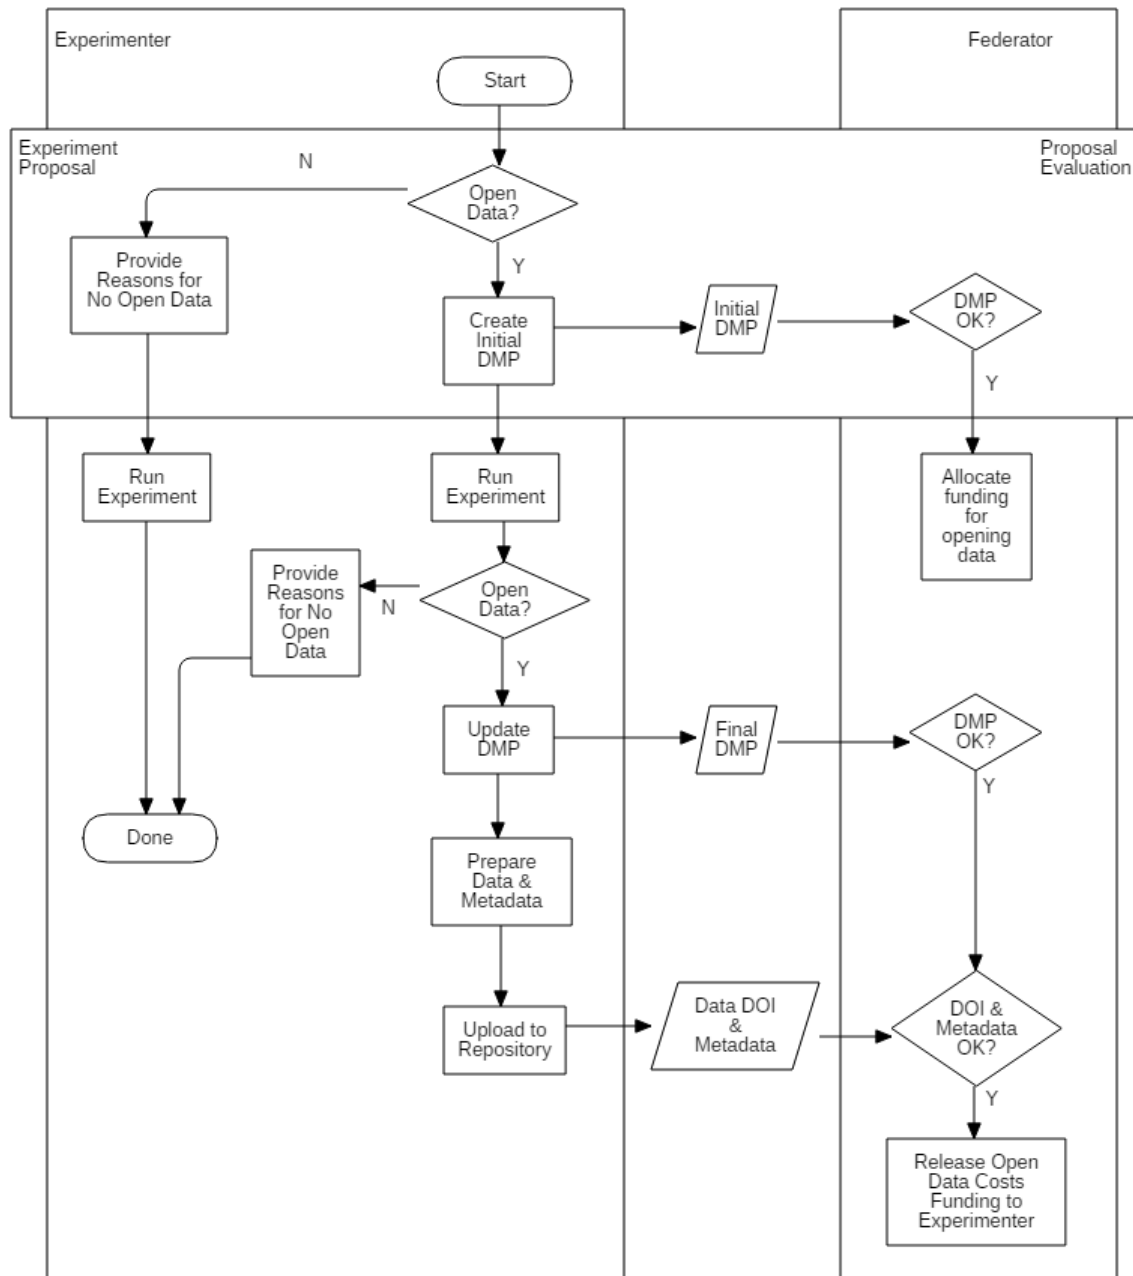 Experimenter
Federator
Start
Experiment
Proposal
Proposal
Evaluation
N
Open
Data?
Provide
Reasons for
No Open Data
Y
Create
Initial
DMP
Initial
DMP
DMP
OK?
Y
Run
Experiment
Run
Experiment
Allocate
funding
for
opening
data
Provide
Reasons
for No
Open
Data
N
Open
Data?
Y
Update
DMP
Final
DMP
DMP
OK?
Y
Done
Prepare
Data &
Metadata
Upload to
Repository
Data DOI
&
Metadata
DOI &
Metadata
OK?
Y
Release Open
Data Costs
Funding to
Experimenter